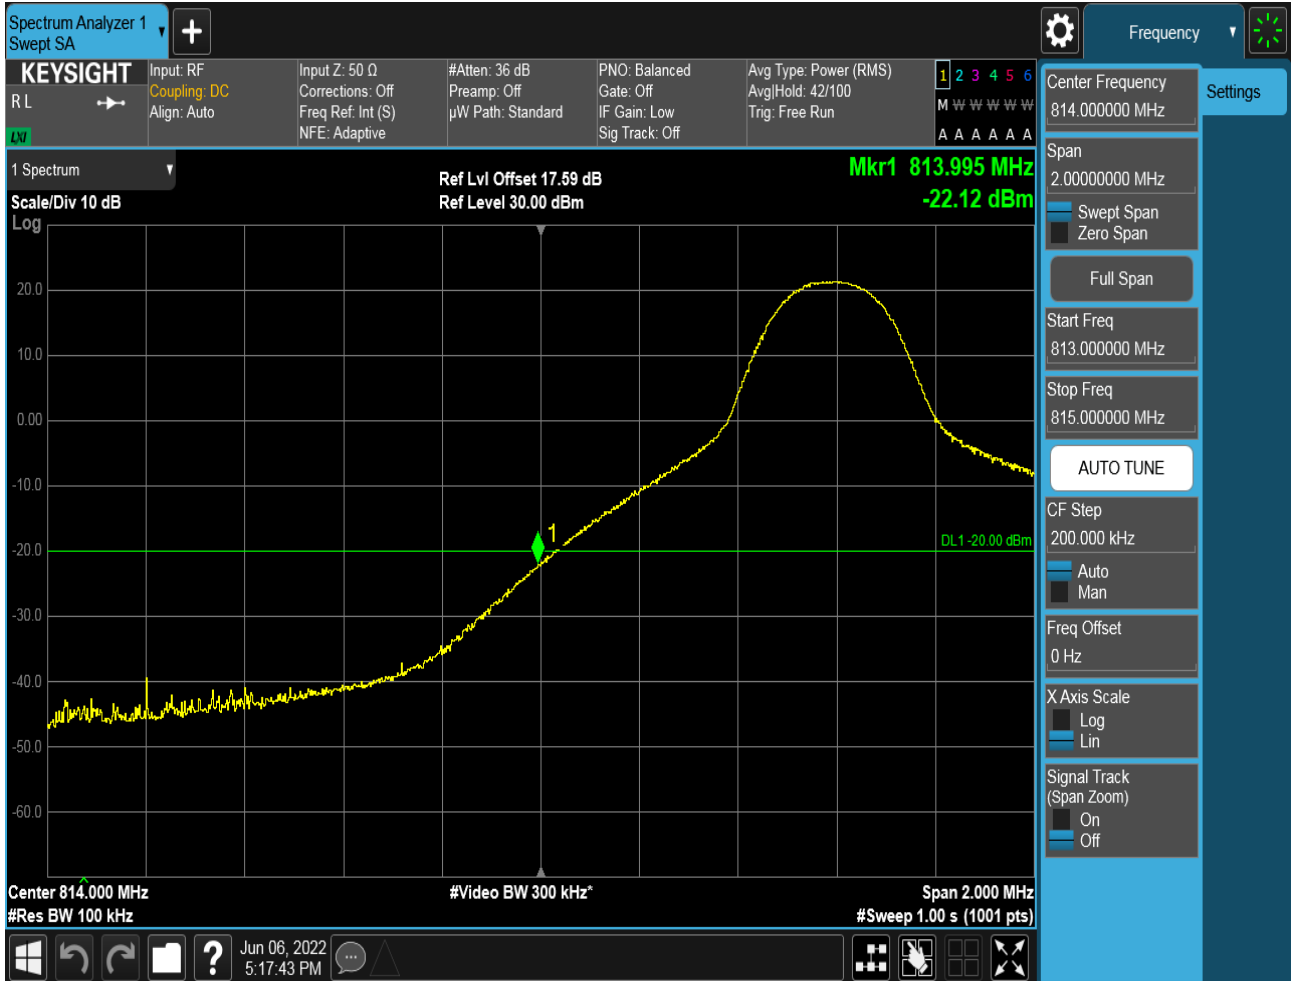 Spectrum Analyzer 1
Swept SA
Frequency
KEYSIGHT
R L
LXI
Input: RF
Coupling: DC
Align: Auto
Input Z: 50 Ω
Corrections: Off
Freq Ref: Int (S)
NFE: Adaptive
#Atten: 36 dB
Preamp: Off
µW Path: Standard
PNO: Balanced
Gate: Off
IF Gain: Low
Sig Track: Off
Avg Type: Power (RMS)
Avg|Hold: 42/100
Trig: Free Run
1 2 3 4 5 6
M W W W W W
A A A A A A
1 Spectrum
Scale/Div 10 dB
Log
Ref Lvl Offset 17.59 dB
Ref Level 30.00 dBm
Mkr1 813.995 MHz
-22.12 dBm
20.0
10.0
0.00
-10.0
-20.0
-30.0
-40.0
-50.0
-60.0
1
DL1 -20.00 dBm
Center 814.000 MHz
#Res BW 100 kHz
#Video BW 300 kHz*
Span 2.000 MHz
#Sweep 1.00 s (1001 pts)
?
Jun 06, 2022
5:17:43 PM
Center Frequency
814.000000 MHz
Span
2.00000000 MHz
Swept Span
Zero Span
Full Span
Start Freq
813.000000 MHz
Stop Freq
815.000000 MHz
AUTO TUNE
CF Step
200.000 kHz
Auto
Man
Freq Offset
0 Hz
X Axis Scale
Log
Lin
Signal Track
(Span Zoom)
On
Off
Settings